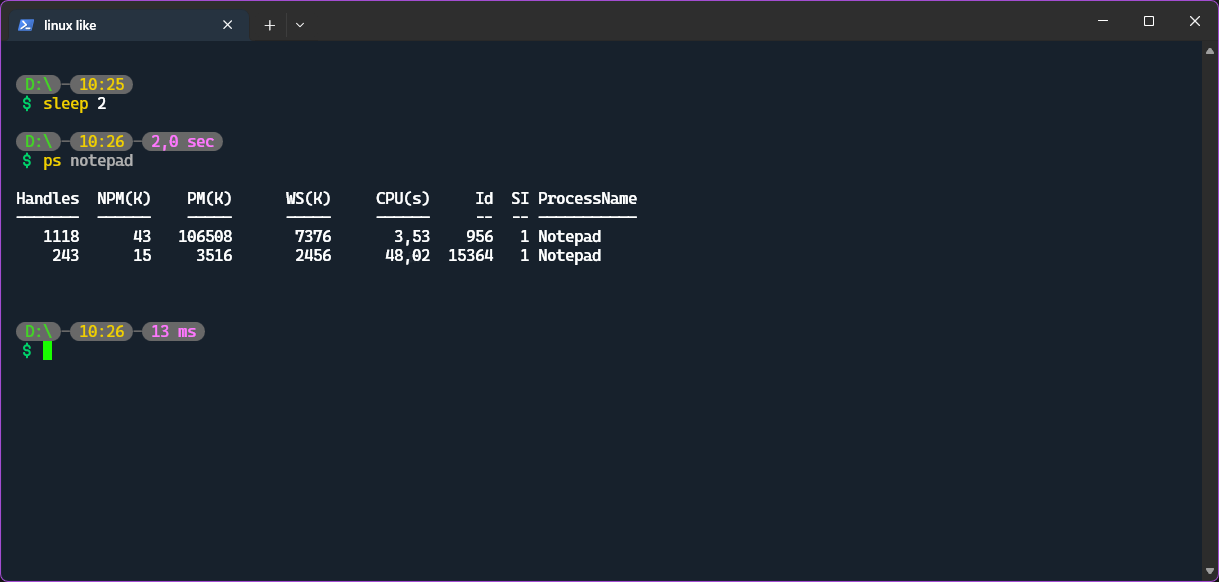 linux like
D:\ 10:25
$ sleep 2
D:\ 10:26 2,0 sec
$ ps notepad
Handles NPM(K) PM(K) WS(K) CPU(s) Id SI ProcessName
------- ------ ----- ----- ------ -- -- -----------
1118 43 106508 7376 3,53 956 1 Notepad
243 15 3516 2456 48,02 15364 1 Notepad
D:\ 10:26 13 ms
$